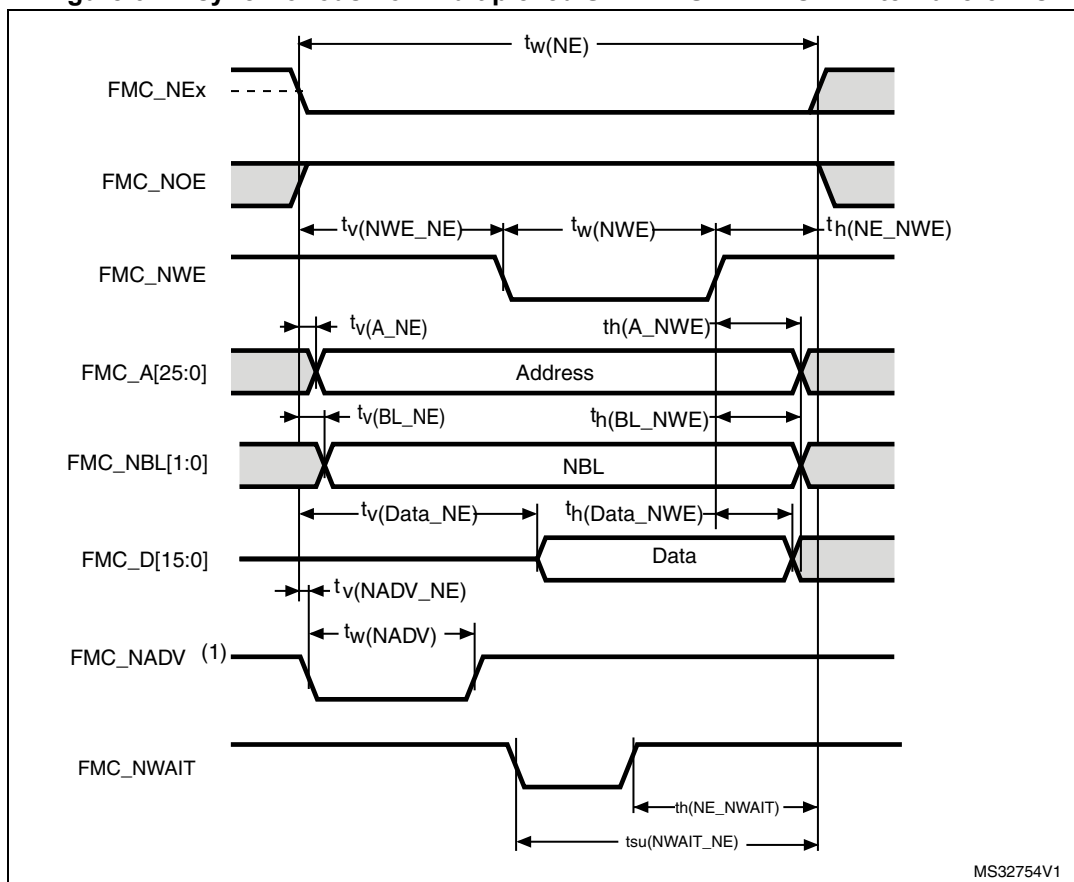 tw(NE)
FMC_NEx
FMC_NOE
tv(NWE_NE)
tw(NWE)
th(NE_NWE)
FMC_NWE
tv(A_NE)
th(A_NWE)
FMC_A[25:0]
Address
tv(BL_NE)
th(BL_NWE)
FMC_NBL[1:0]
NBL
tv(Data_NE)
th(Data_NWE)
FMC_D[15:0]
Data
tv(NADV_NE)
tw(NADV)
FMC_NADV (1)
FMC_NWAIT
th(NE_NWAIT)
tsu(NWAIT_NE)
MS32754V1